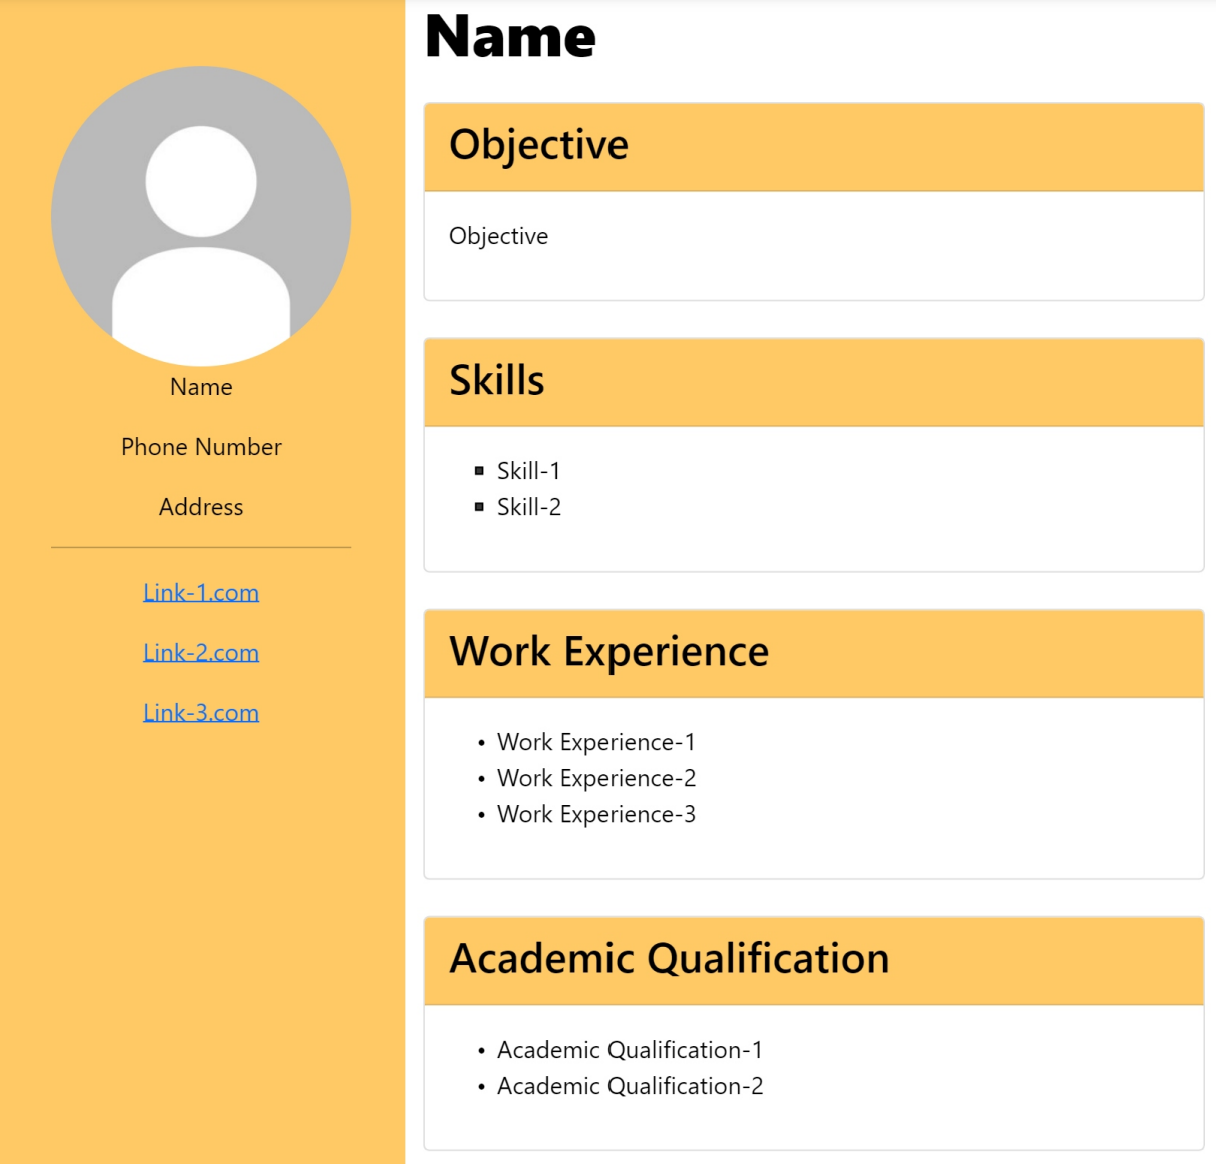 Name
Phone Number
Address
Link-1.com
Link-2.com
Link-3.com
Name
Objective
Objective
Skills
▪ Skill-1
▪ Skill-2
Work Experience
• Work Experience-1
• Work Experience-2
• Work Experience-3
Academic Qualification
• Academic Qualification-1
• Academic Qualification-2